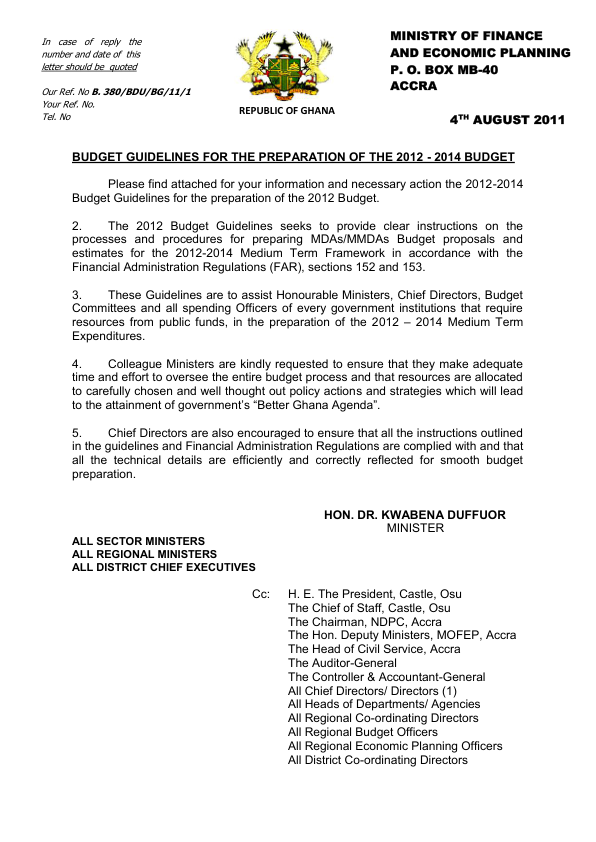 In case of reply the
number and date of this
letter should be quoted
Our Ref. No B. 380/BDU/BG/11/1
Your Ref. No.
Tel. No
REPUBLIC OF GHANA
MINISTRY OF FINANCE
AND ECONOMIC PLANNING
P. O. BOX MB-40
ACCRA
4TH AUGUST 2011
BUDGET GUIDELINES FOR THE PREPARATION OF THE 2012 - 2014 BUDGET
Please find attached for your information and necessary action the 2012-2014
Budget Guidelines for the preparation of the 2012 Budget.
2. The 2012 Budget Guidelines seeks to provide clear instructions on the
processes and procedures for preparing MDAs/MMDAs Budget proposals and
estimates for the 2012-2014 Medium Term Framework in accordance with the
Financial Administration Regulations (FAR), sections 152 and 153.
3. These Guidelines are to assist Honourable Ministers, Chief Directors, Budget
Committees and all spending Officers of every government institutions that require
resources from public funds, in the preparation of the 2012 – 2014 Medium Term
Expenditures.
4. Colleague Ministers are kindly requested to ensure that they make adequate
time and effort to oversee the entire budget process and that resources are allocated
to carefully chosen and well thought out policy actions and strategies which will lead
to the attainment of government's “Better Ghana Agenda”.
5. Chief Directors are also encouraged to ensure that all the instructions outlined
in the guidelines and Financial Administration Regulations are complied with and that
all the technical details are efficiently and correctly reflected for smooth budget
preparation.
HON. DR. KWABENA DUFFUOR
MINISTER
ALL SECTOR MINISTERS
ALL REGIONAL MINISTERS
ALL DISTRICT CHIEF EXECUTIVES
Cc: H. E. The President, Castle, Osu
The Chief of Staff, Castle, Osu
The Chairman, NDPC, Accra
The Hon. Deputy Ministers, MOFEP, Accra
The Head of Civil Service, Accra
The Auditor-General
The Controller & Accountant-General
All Chief Directors/ Directors (1)
All Heads of Departments/ Agencies
All Regional Co-ordinating Directors
All Regional Budget Officers
All Regional Economic Planning Officers
All District Co-ordinating Directors